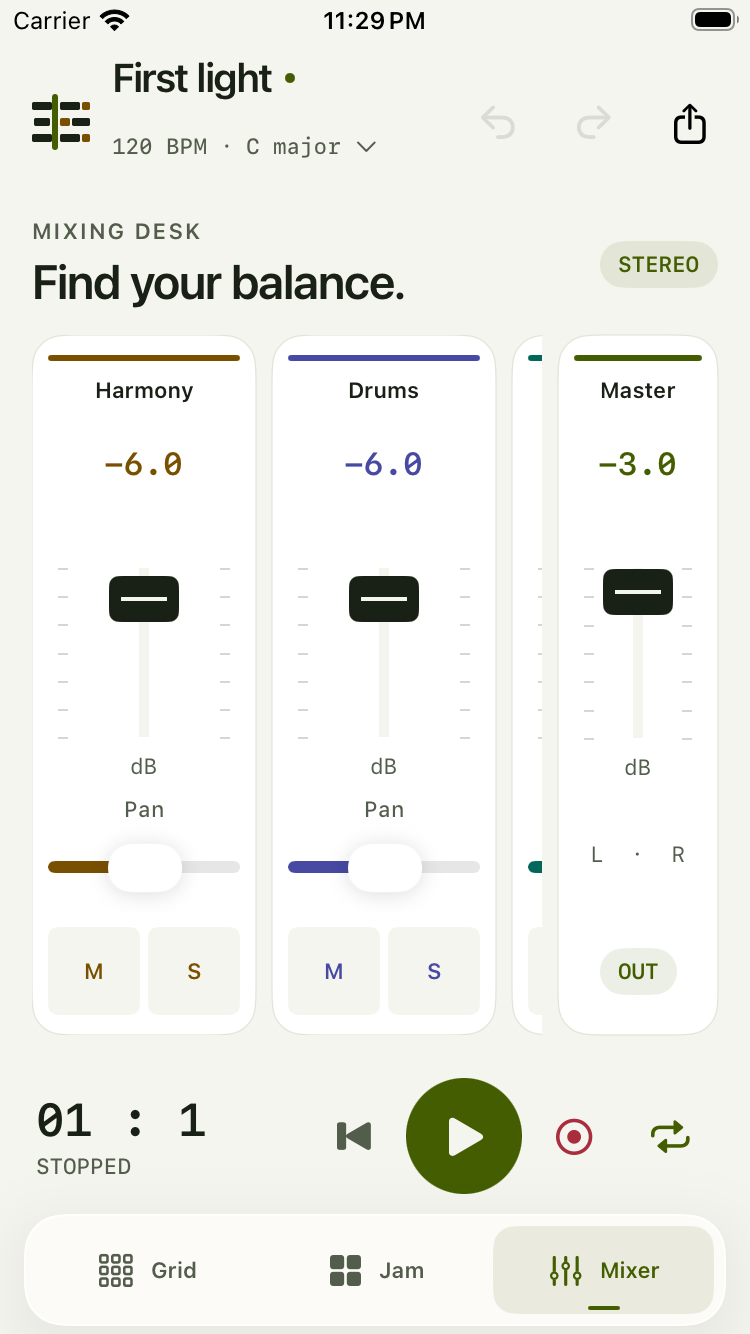 Carrier 11:29 PM
First light
120 BPM · C major
MIXING DESK
Find your balance.
STEREO
Harmony Drums Master
−6.0 −6.0 −3.0
dB dB dB
Pan Pan
L · R
M S M S OUT
01 : 1
STOPPED
Grid Jam Mixer